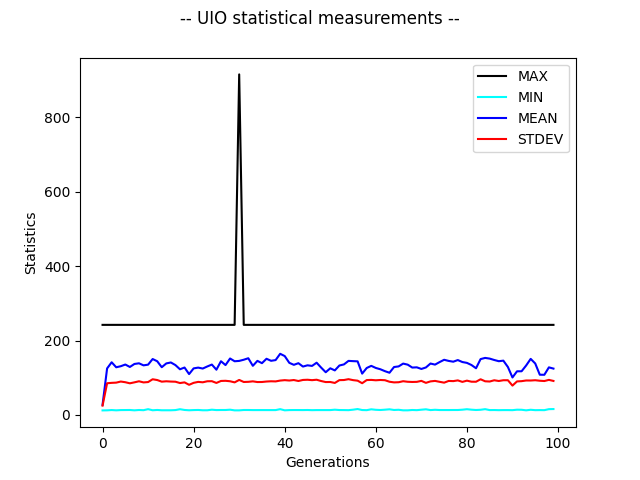 -- UIO statistical measurements --
MAX
MIN
MEAN
STDEV
Statistics
800
600
400
200
0
0 20 40 60 80 100
Generations